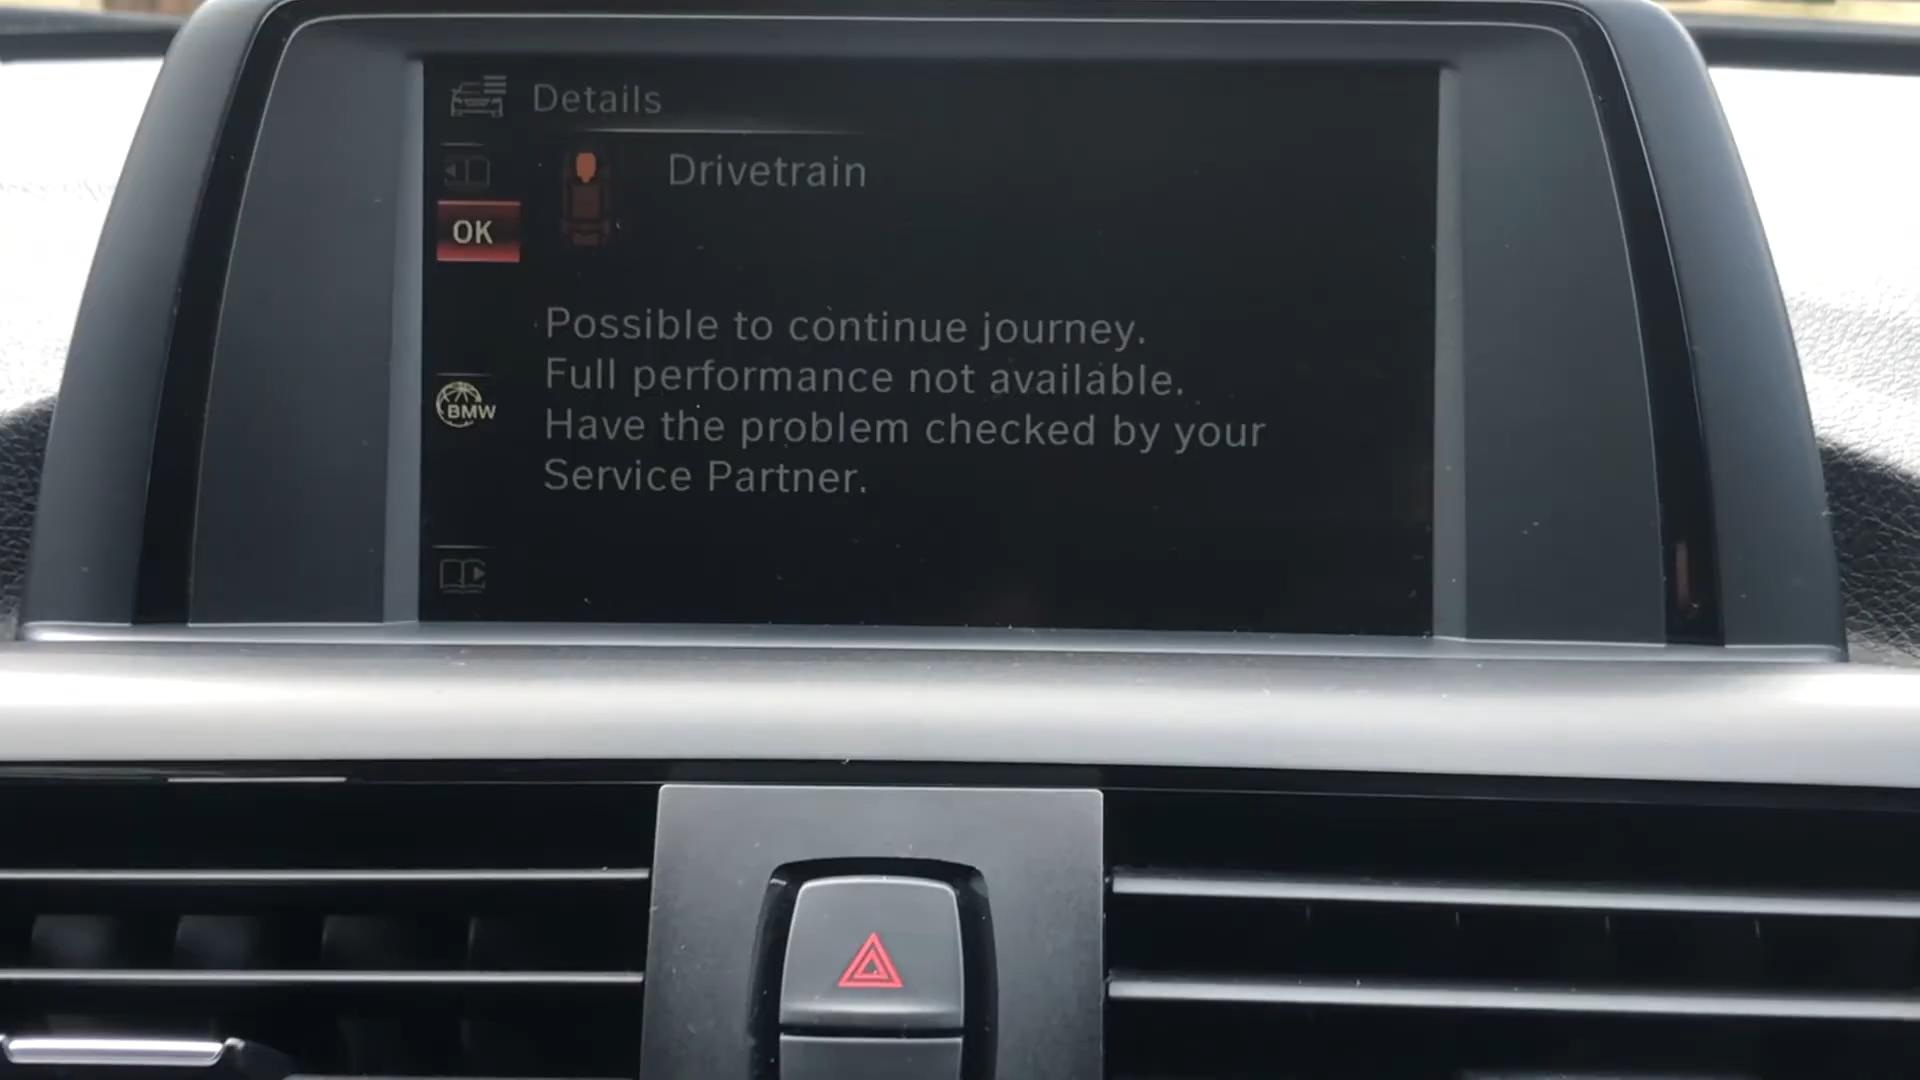 Details
Drivetrain
OK
Possible to continue journey.
Full performance not available.
BMW
Have the problem checked by your
Service Partner.